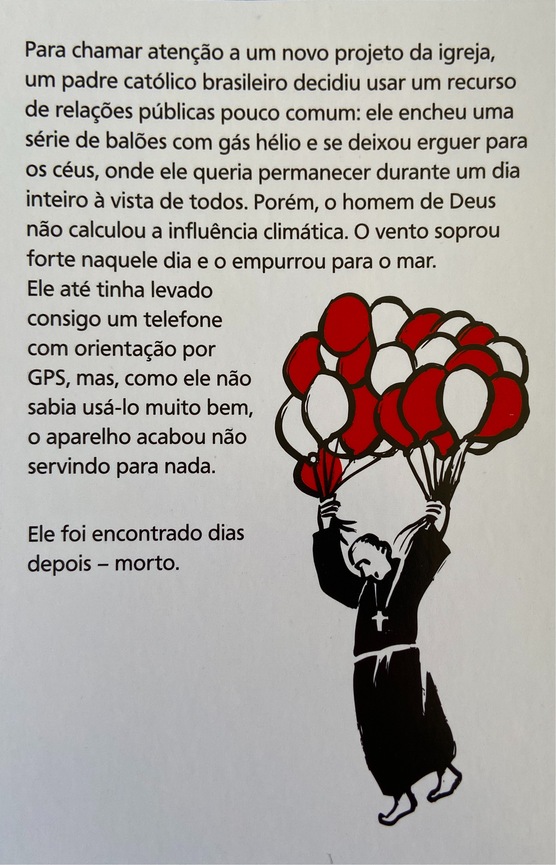 Para chamar atenção a um novo projeto da igreja,
um padre católico brasileiro decidiu usar um recurso
de relações públicas pouco comum: ele encheu uma
série de balões com gás hélio e se deixou erguer para
os céus, onde ele queria permanecer durante um dia
inteiro à vista de todos. Porém, o homem de Deus
não calculou a influência climática. O vento soprou
forte naquele dia e o empurrou para o mar.
Ele até tinha levado
consigo um telefone
com orientação por
GPS, mas, como ele não
sabia usá-lo muito bem,
o aparelho acabou não
servindo para nada.
Ele foi encontrado dias
depois – morto.